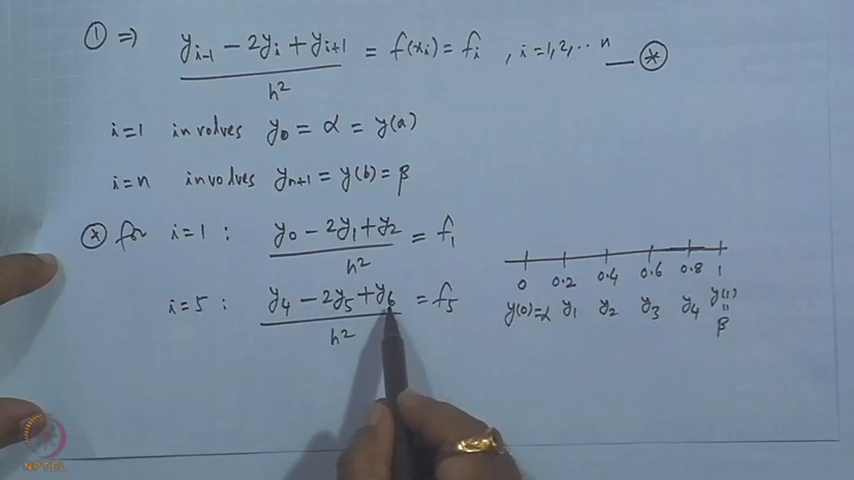 ① ⇒) y_{i-1} - 2y_i + y_{i+1} / h² = f(x_i) = f_i , i=1,2,.. n — ⊛
i=1 involves y_0 = α = y(a)
i=n involves y_{n+1} = y(b) = β
⊛ for i=1 : y_0 - 2y_1 + y_2 / h² = f_1
i=5 : y_4 - 2y_5 + y_6 / h² = f_5
0 0.2 0.4 0.6 0.8 1
y(0)=α y_1 y_2 y_3 y_4 y(1)
=
β
NPTEL